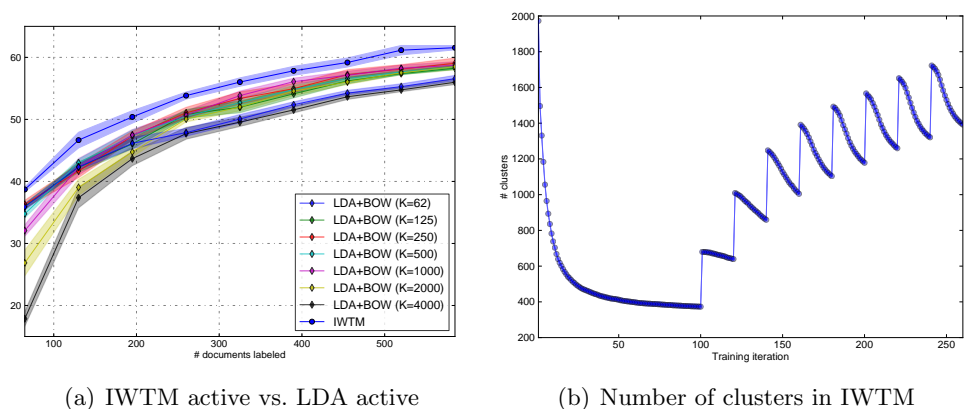 60
50
40
30
20
100
200
300
400
500
# documents labeled
LDA+BOW (K=62)
LDA+BOW (K=125)
LDA+BOW (K=250)
LDA+BOW (K=500)
LDA+BOW (K=1000)
LDA+BOW (K=2000)
LDA+BOW (K=4000)
IWTM
(a) IWTM active vs. LDA active
2000
1800
1600
1400
1200
1000
800
600
400
200
# clusters
50
100
150
200
250
Training iteration
(b) Number of clusters in IWTM